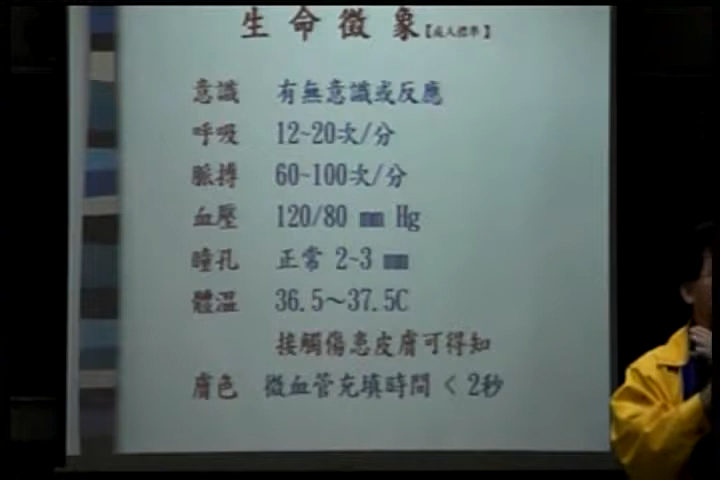 生命徵象【成人標準】
意識 有無意識或反應
呼吸 12~20次/分
脈搏 60~100次/分
血壓 120/80 mm Hg
瞳孔 正常 2~3 mm
體溫 36.5~37.5C
接觸傷患皮膚可得知
膚色 微血管充填時間 < 2秒